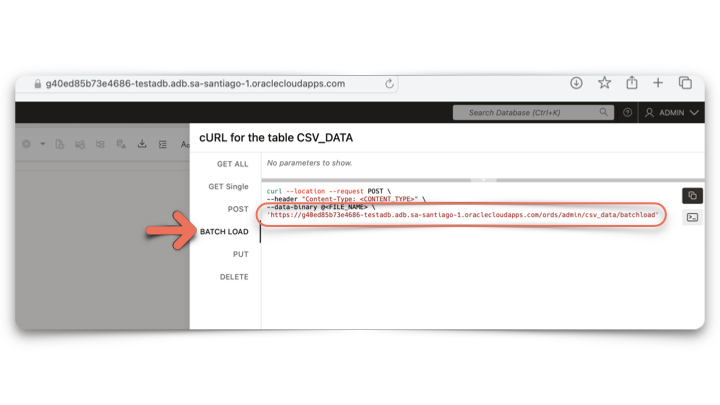 g40ed85b73e4686-testadb.adb.sa-santiago-1.oraclecloudapps.com
Search Database (Ctrl+K)
ADMIN
Aa
cURL for the table CSV_DATA
GET ALL
GET Single
POST
BATCH LOAD
PUT
DELETE
No parameters to show.
curl --location --request POST \
--header "Content-Type: <CONTENT_TYPE>" \
--data-binary @<FILE_NAME> \
'https://g40ed85b73e4686-testadb.adb.sa-santiago-1.oraclecloudapps.com/ords/admin/csv_data/batchload'